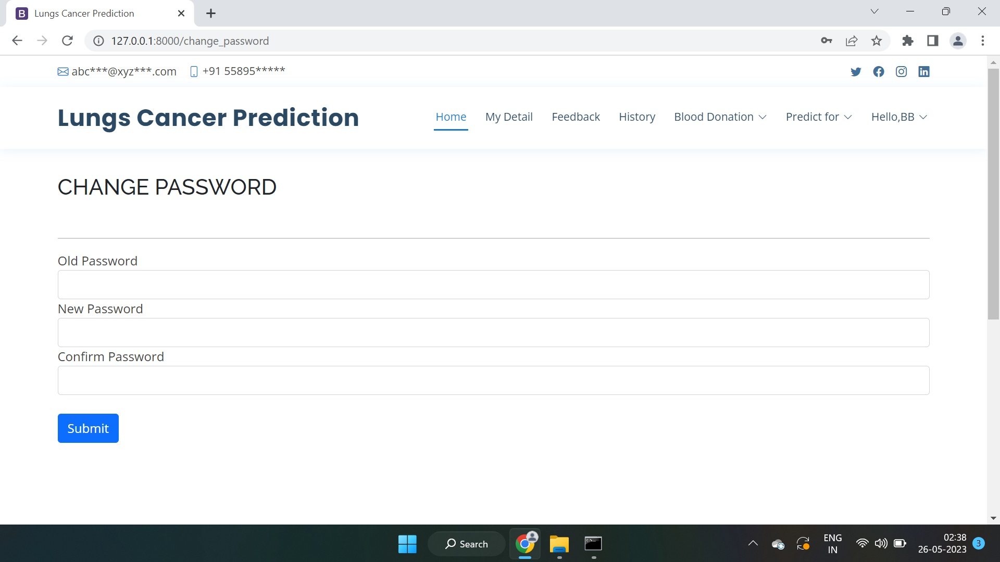 Lungs Cancer Prediction
127.0.0.1:8000/change_password
abc***@xyz***.com +91 55895*****
Lungs Cancer Prediction
Home My Detail Feedback History Blood Donation Predict for Hello,BB
CHANGE PASSWORD
Old Password
New Password
Confirm Password
Submit
Search
ENG
IN
02:38
26-05-2023
3